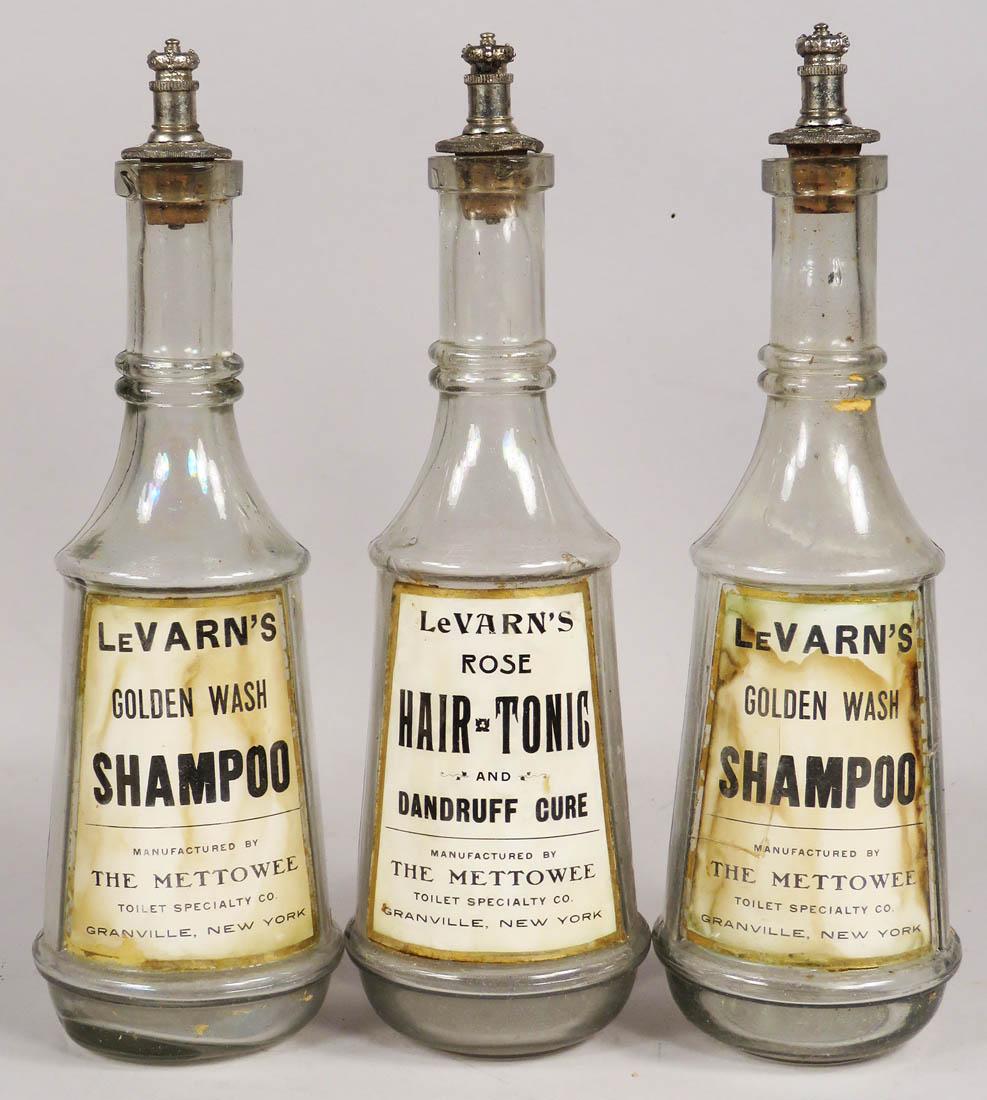 LeVARN'S
GOLDEN WASH
SHAMPOO
MANUFACTURED BY
THE METTOWEE
TOILET SPECIALTY CO.
GRANVILLE, NEW YORK
LeVARN'S
ROSE
HAIR-TONIC
AND
DANDRUFF CURE
MANUFACTURED BY
THE METTOWEE
TOILET SPECIALTY CO.
GRANVILLE, NEW YORK
LeVARN'S
GOLDEN WASH
SHAMPOO
MANUFACTURED BY
THE METTOWEE
TOILET SPECIALTY CO.
GRANVILLE, NEW YORK